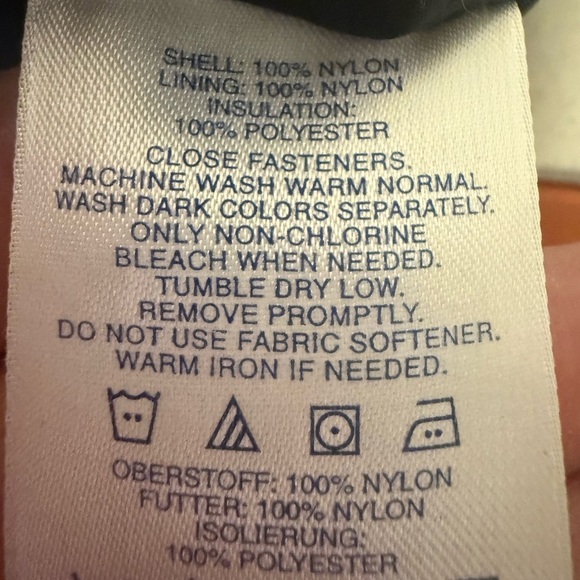 SHELL: 100% NYLON
LINING: 100% NYLON
INSULATION:
100% POLYESTER
CLOSE FASTENERS.
MACHINE WASH WARM NORMAL.
WASH DARK COLORS SEPARATELY.
ONLY NON-CHLORINE
BLEACH WHEN NEEDED.
TUMBLE DRY LOW.
REMOVE PROMPTLY.
DO NOT USE FABRIC SOFTENER.
WARM IRON IF NEEDED.
OBERSTOFF: 100% NYLON
FUTTER: 100% NYLON
ISOLIERUNG:
100% POLYESTER